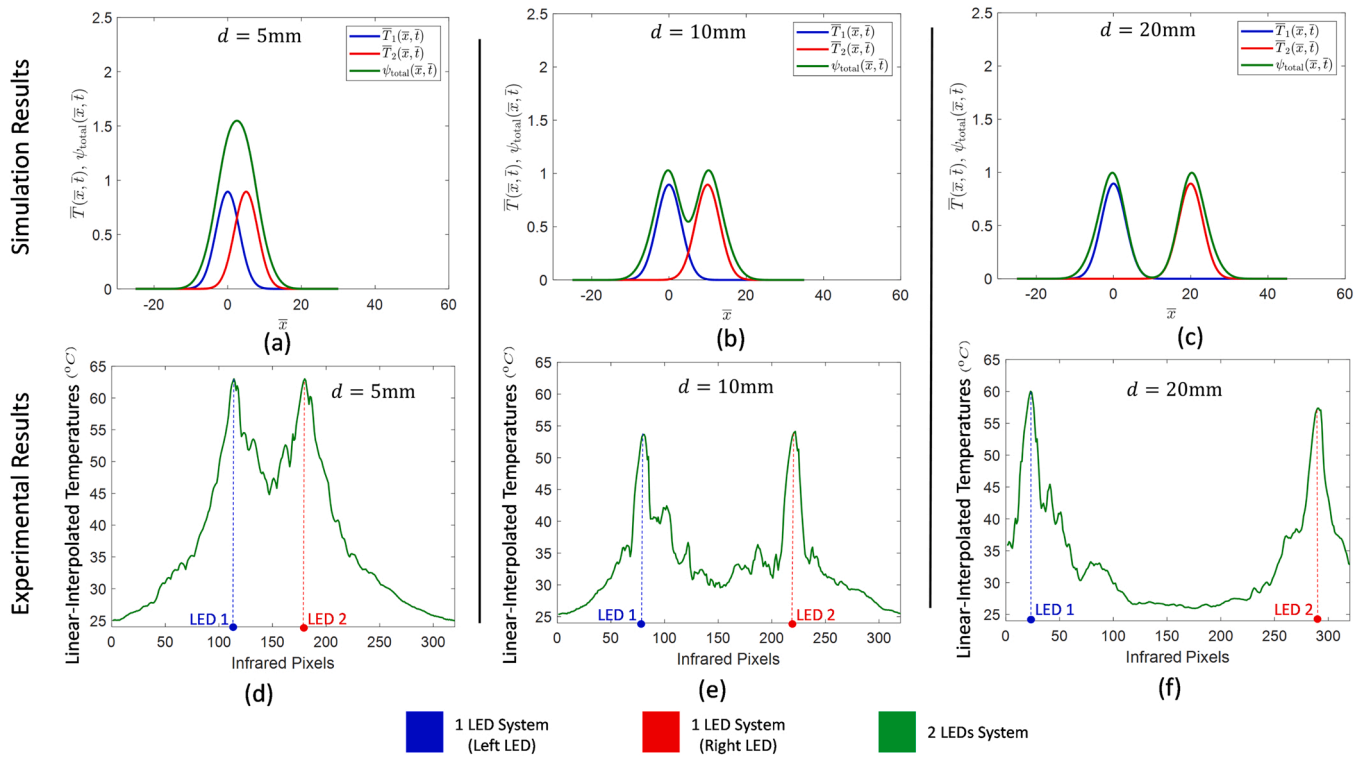 Simulation Results
d = 5mm
T̅₁(x̅, t̅)
T̅₂(x̅, t̅)
ψtotal(x̅, t̅)
T̅(x̅, t̅), ψtotal(x̅, t̅)
2.5
2
1.5
1
0.5
0
-20
0
20
40
60
x̅
(a)
d = 10mm
T̅₁(x̅, t̅)
T̅₂(x̅, t̅)
ψtotal(x̅, t̅)
T̅(x̅, t̅), ψtotal(x̅, t̅)
2.5
2
1.5
1
0.5
0
-20
0
20
40
60
x̅
(b)
d = 20mm
T̅₁(x̅, t̅)
T̅₂(x̅, t̅)
ψtotal(x̅, t̅)
T̅(x̅, t̅), ψtotal(x̅, t̅)
2.5
2
1.5
1
0.5
0
-20
0
20
40
60
x̅
(c)
Experimental Results
Linear-Interpolated Temperatures (°C)
65
60
55
50
45
40
35
30
25
d = 5mm
LED 1
LED 2
0
50
100
150
200
250
300
Infrared Pixels
(d)
Linear-Interpolated Temperatures (°C)
65
60
55
50
45
40
35
30
25
d = 10mm
LED 1
LED 2
0
50
100
150
200
250
300
Infrared Pixels
(e)
Linear-Interpolated Temperatures (°C)
65
60
55
50
45
40
35
30
25
d = 20mm
LED 1
LED 2
0
50
100
150
200
250
300
Infrared Pixels
(f)
1 LED System
(Left LED)
1 LED System
(Right LED)
2 LEDs System